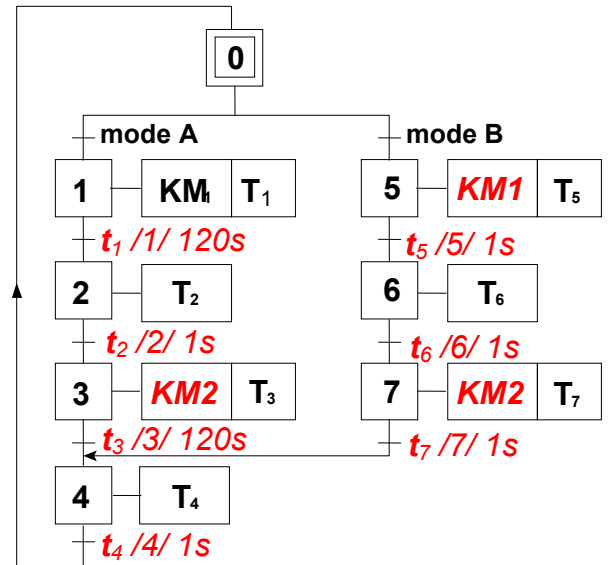 0
mode A mode B
1 KM₁ T₁ 5 KM1 T₅
t₁ /1/ 120s t₅ /5/ 1s
2 T₂ 6 T₆
t₂ /2/ 1s t₆ /6/ 1s
3 KM2 T₃ 7 KM2 T₇
t₃ /3/ 120s t₇ /7/ 1s
4 T₄
t₄ /4/ 1s